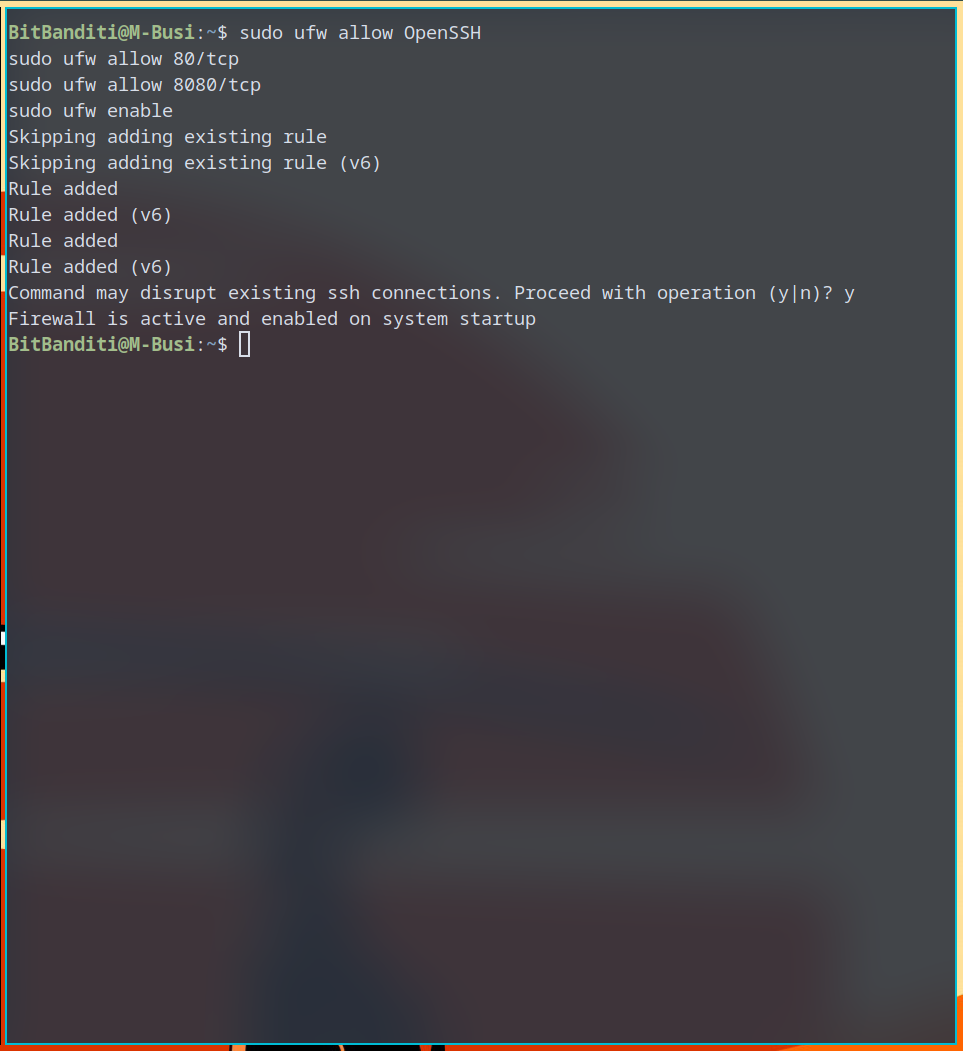 BitBanditi@M-Busi:~$ sudo ufw allow OpenSSH
sudo ufw allow 80/tcp
sudo ufw allow 8080/tcp
sudo ufw enable
Skipping adding existing rule
Skipping adding existing rule (v6)
Rule added
Rule added (v6)
Rule added
Rule added (v6)
Command may disrupt existing ssh connections. Proceed with operation (y|n)? y
Firewall is active and enabled on system startup
BitBanditi@M-Busi:~$